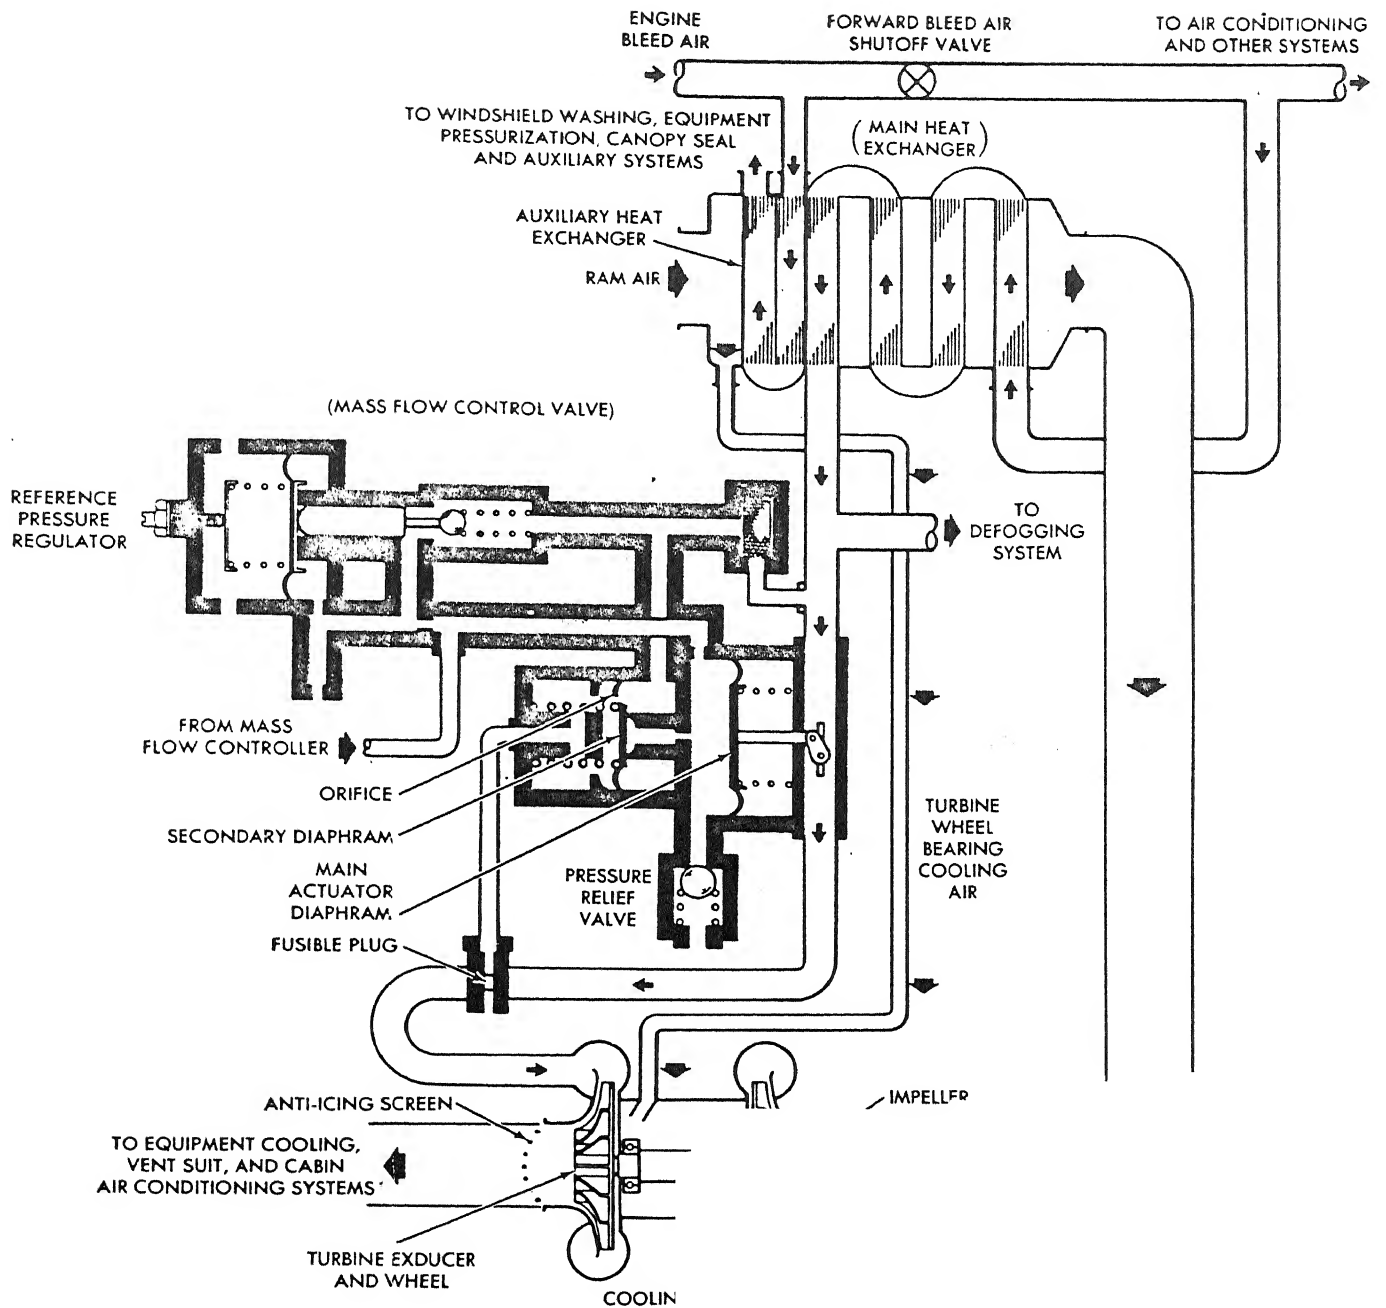 ENGINE
BLEED AIR
FORWARD BLEED AIR
SHUTOFF VALVE
TO AIR CONDITIONING
AND OTHER SYSTEMS
TO WINDSHIELD WASHING, EQUIPMENT
PRESSURIZATION, CANOPY SEAL
AND AUXILIARY SYSTEMS
(MAIN HEAT
EXCHANGER)
AUXILIARY HEAT
EXCHANGER
RAM AIR
(MASS FLOW CONTROL VALVE)
REFERENCE
PRESSURE
REGULATOR
TO
DEFOGGING
SYSTEM
FROM MASS
FLOW CONTROLLER
ORIFICE
SECONDARY DIAPHRAM
MAIN
ACTUATOR
DIAPHRAM
FUSIBLE PLUG
PRESSURE
RELIEF
VALVE
TURBINE
WHEEL
BEARING
COOLING
AIR
ANTI-ICING SCREEN
IMPELLER
TO EQUIPMENT COOLING,
VENT SUIT, AND CABIN
AIR CONDITIONING SYSTEMS
TURBINE EXDUCER
AND WHEEL
COOLIN